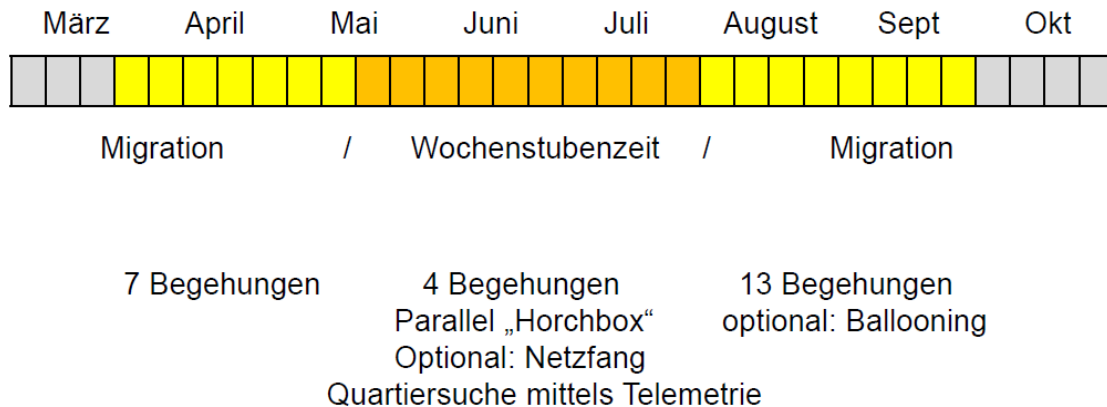 März April Mai Juni Juli August Sept Okt
Migration / Wochenstubenzeit / Migration
7 Begehungen 4 Begehungen 13 Begehungen
Parallel „Horchbox“ optional: Ballooning
Optional: Netzfang
Quartiersuche mittels Telemetrie